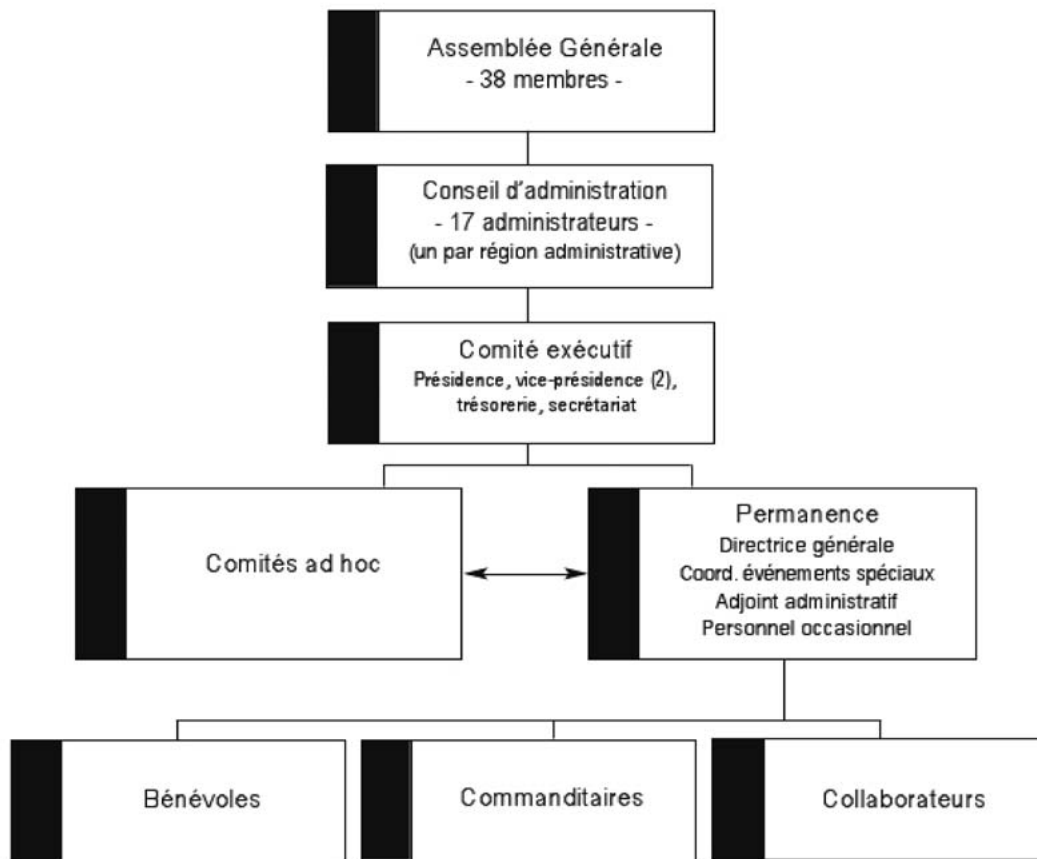 Assemblée Générale
- 38 membres -
Conseil d'administration
- 17 administrateurs -
(un par région administrative)
Comité exécutif
Présidence, vice-présidence (2),
trésorerie, secrétariat
Comités ad hoc
Permanence
Directrice générale
Coord. événements spéciaux
Adjoint administratif
Personnel occasionnel
Bénévoles
Commanditaires
Collaborateurs